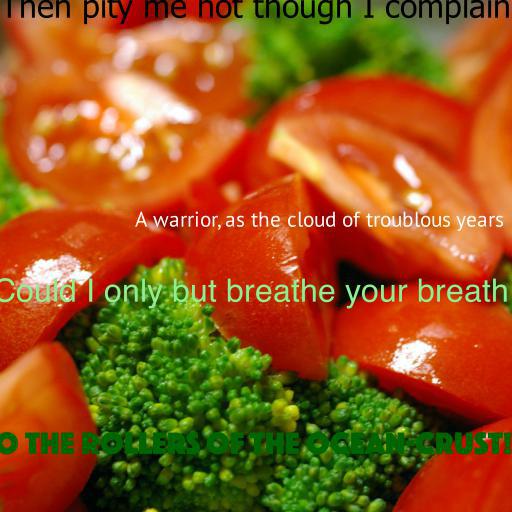 Then pity me not though I complain
A warrior, as the cloud of troublous years
Could I only but breathe your breath
O THE ROLLERS OF THE OCEAN-CRUST!